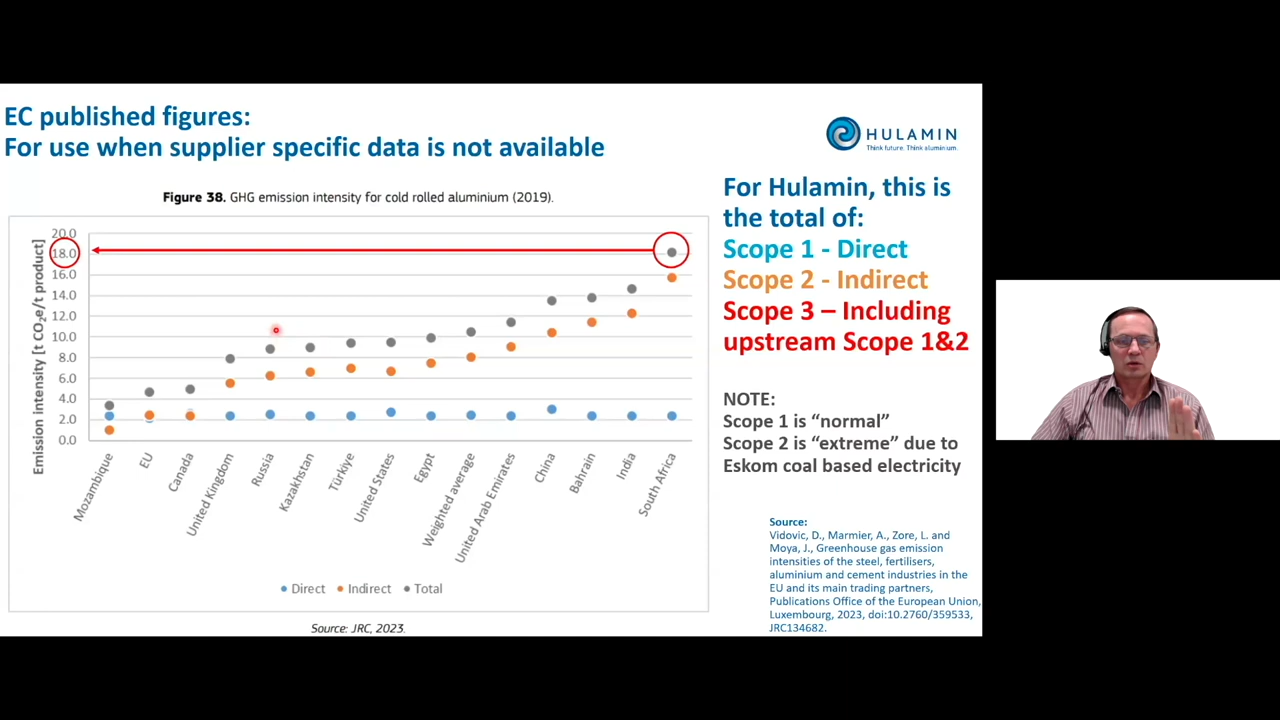 EC published figures:
For use when supplier specific data is not available
HULAMIN
Think future. Think aluminium.
Figure 38. GHG emission intensity for cold rolled aluminium (2019).
Emission intensity [t CO₂e/t product]
20.0
18.0
16.0
14.0
12.0
10.0
8.0
6.0
4.0
2.0
0.0
Mozambique
EU
Canada
United Kingdom
Russia
Kazakhstan
Türkiye
United States
Egypt
Weighted average
United Arab Emirates
China
Bahrain
India
South Africa
Direct Indirect Total
Source: JRC, 2023.
For Hulamin, this is
the total of:
Scope 1 - Direct
Scope 2 - Indirect
Scope 3 – Including
upstream Scope 1&2
NOTE:
Scope 1 is “normal”
Scope 2 is “extreme” due to
Eskom coal based electricity
Source:
Vidovic, D., Marmier, A., Zore, L. and
Moya, J., Greenhouse gas emission
intensities of the steel, fertilisers,
aluminium and cement industries in the
EU and its main trading partners,
Publications Office of the European Union,
Luxembourg, 2023, doi:10.2760/359533,
JRC134682.